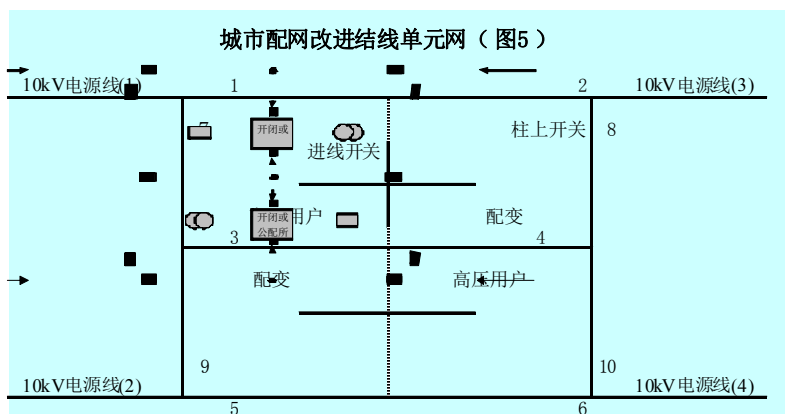 城市配网改进结线单元网（图5）
10kV电源线(1)
1
2
10kV电源线(3)
7
开闭或
进线开关
柱上开关
8
开闭或
公配所
用户
配变
3
4
配变
高压用户
9
10
10kV电源线(2)
10kV电源线(4)
5
6